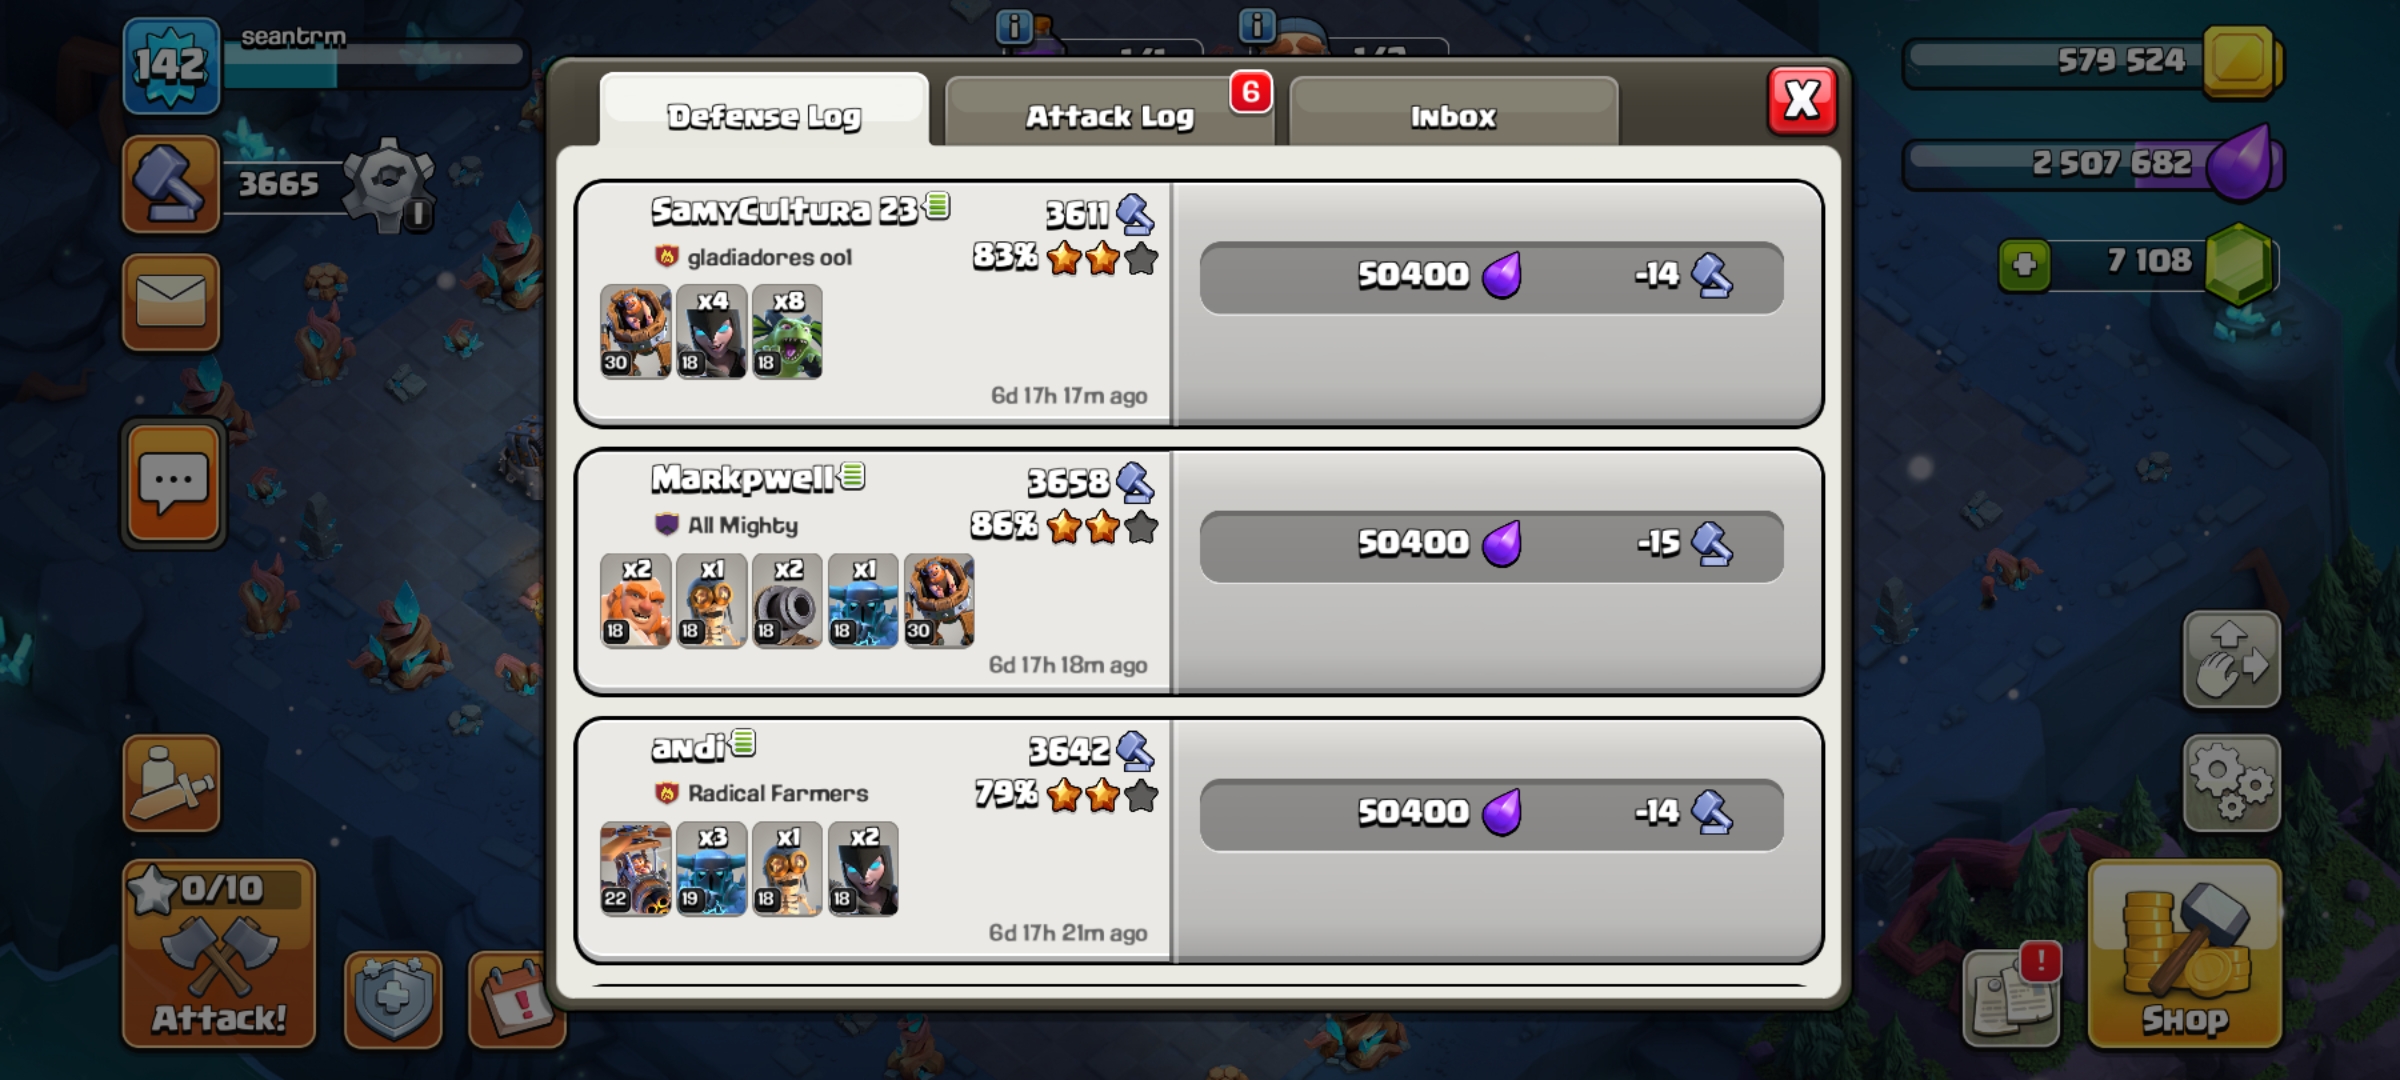 142
seantrm
3665
1
579 524
2 507 682
7 108
Defense Log
Attack Log
6
Inbox
X
SamyCultura 23
3611
gladiadores oo1
83%
x4
x8
30
18
18
6d 17h 17m ago
50400
-14
Markpwell
3658
All Mighty
86%
x2
x1
x2
x1
18
18
18
18
30
6d 17h 18m ago
50400
-15
andi
3642
Radical Farmers
79%
x3
x1
x2
22
19
18
18
6d 17h 21m ago
50400
-14
0/10
Attack!
!
!
Shop